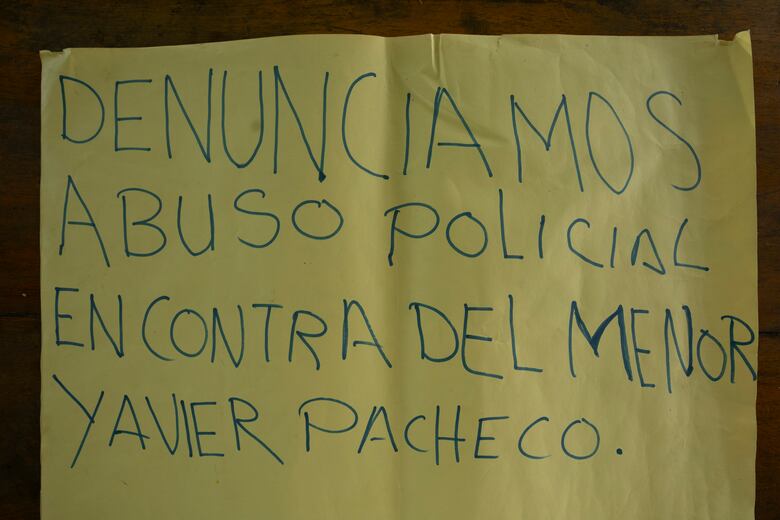 DENUNCIAMOS
ABUSO POLICIAL
EN CONTRA DEL MENOR
YAVIER PACHECO.